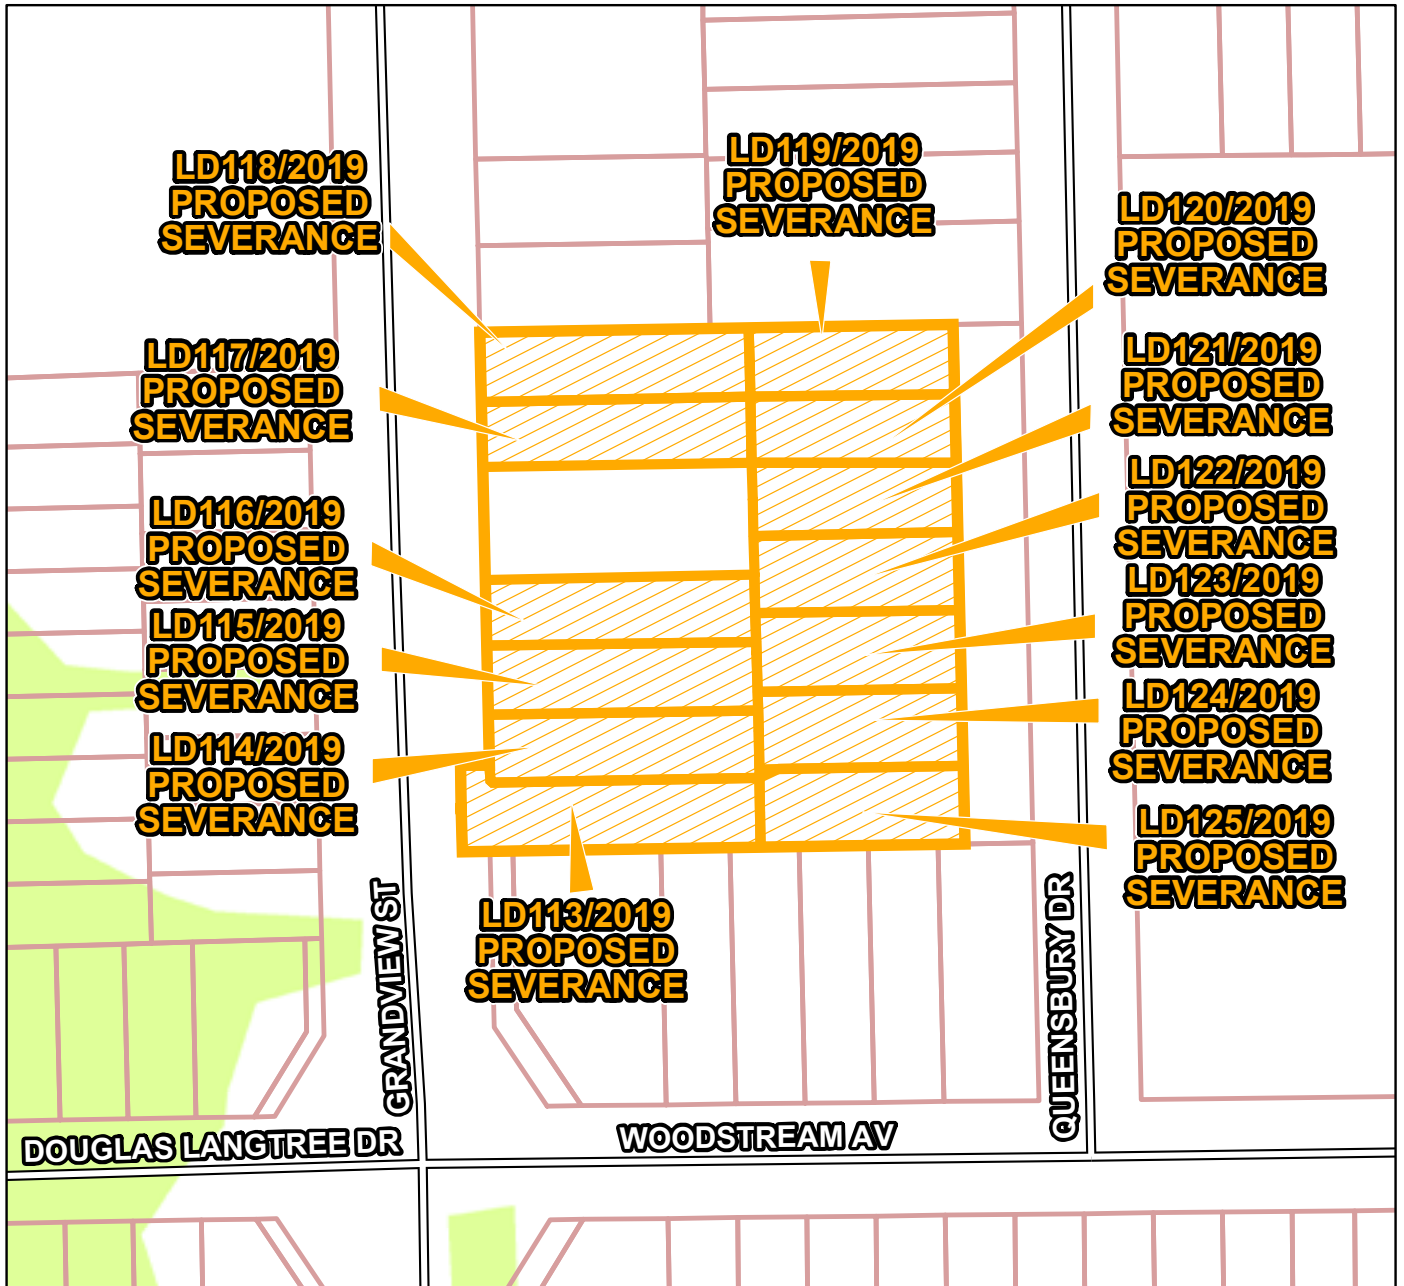 LD118/2019
PROPOSED
SEVERANCE
LD119/2019
PROPOSED
SEVERANCE
LD120/2019
PROPOSED
SEVERANCE
LD117/2019
PROPOSED
SEVERANCE
LD121/2019
PROPOSED
SEVERANCE
LD116/2019
PROPOSED
SEVERANCE
LD122/2019
PROPOSED
SEVERANCE
LD115/2019
PROPOSED
SEVERANCE
LD123/2019
PROPOSED
SEVERANCE
LD114/2019
PROPOSED
SEVERANCE
LD124/2019
PROPOSED
SEVERANCE
LD125/2019
PROPOSED
SEVERANCE
LD113/2019
PROPOSED
SEVERANCE
GRANDVIEW ST
QUEENSBURY DR
DOUGLAS LANGTREE DR
WOODSTREAM AV